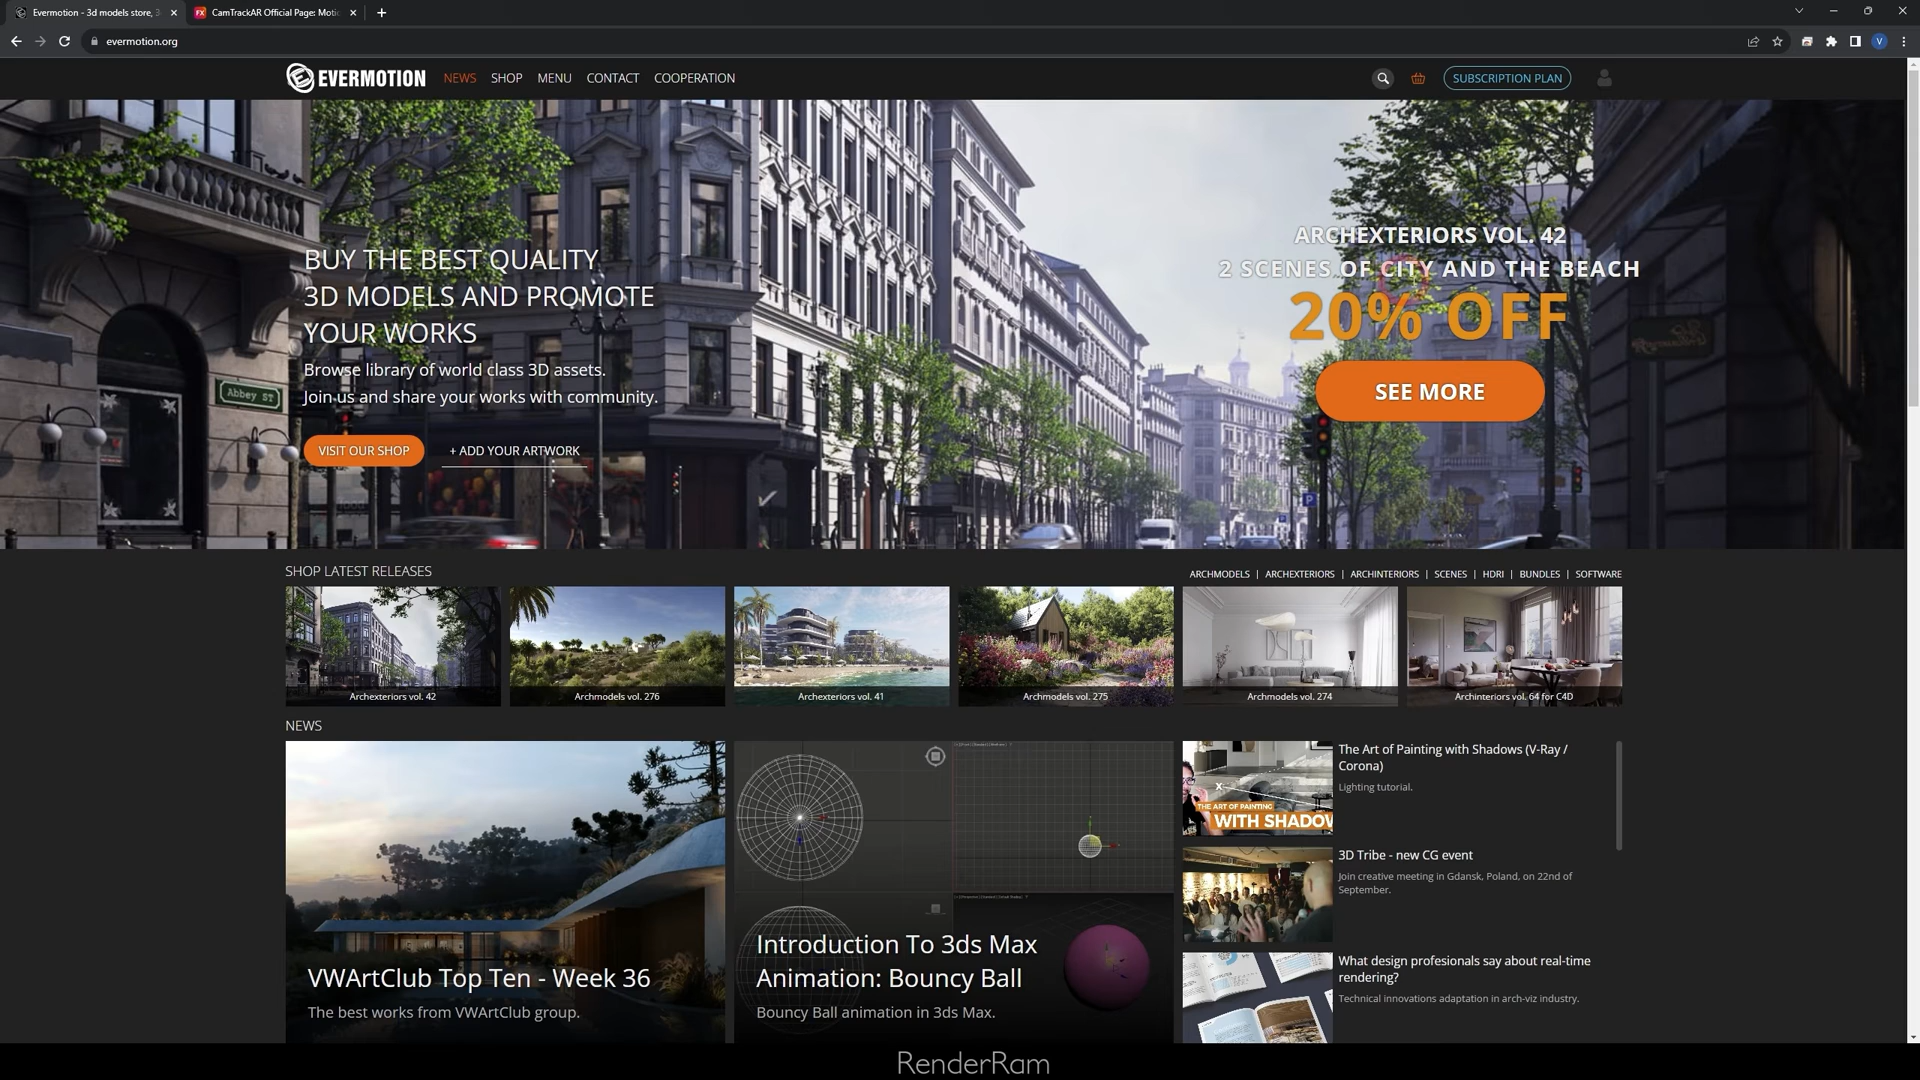 Evermotion - 3d models store, 3
CamTrackAR Official Page: Moti
evermotion.org
V
EVERMOTION
NEWS
SHOP
MENU
CONTACT
COOPERATION
SUBSCRIPTION PLAN
BUY THE BEST QUALITY
3D MODELS AND PROMOTE
YOUR WORKS
Browse library of world class 3D assets.
Join us and share your works with community.
VISIT OUR SHOP
+ ADD YOUR ARTWORK
Abbey ST
ARCHEXTERIORS VOL. 42
2 SCENES OF CITY AND THE BEACH
20% OFF
SEE MORE
P
SHOP LATEST RELEASES
ARCHMODELS | ARCHEXTERIORS | ARCHINTERIORS | SCENES | HDRI | BUNDLES | SOFTWARE
Archexteriors vol. 42
Archmodels vol. 276
Archexteriors vol. 41
Archmodels vol. 275
Archmodels vol. 274
Archinteriors vol. 64 for C4D
NEWS
VWArtClub Top Ten - Week 36
The best works from VWArtClub group.
Introduction To 3ds Max
Animation: Bouncy Ball
Bouncy Ball animation in 3ds Max.
THE ART OF PAINTING
WITH SHADOW
The Art of Painting with Shadows (V-Ray /
Corona)
Lighting tutorial.
3D Tribe - new CG event
Join creative meeting in Gdansk, Poland, on 22nd of
September.
What design profesionals say about real-time
rendering?
Technical innovations adaptation in arch-viz industry.
RenderRam